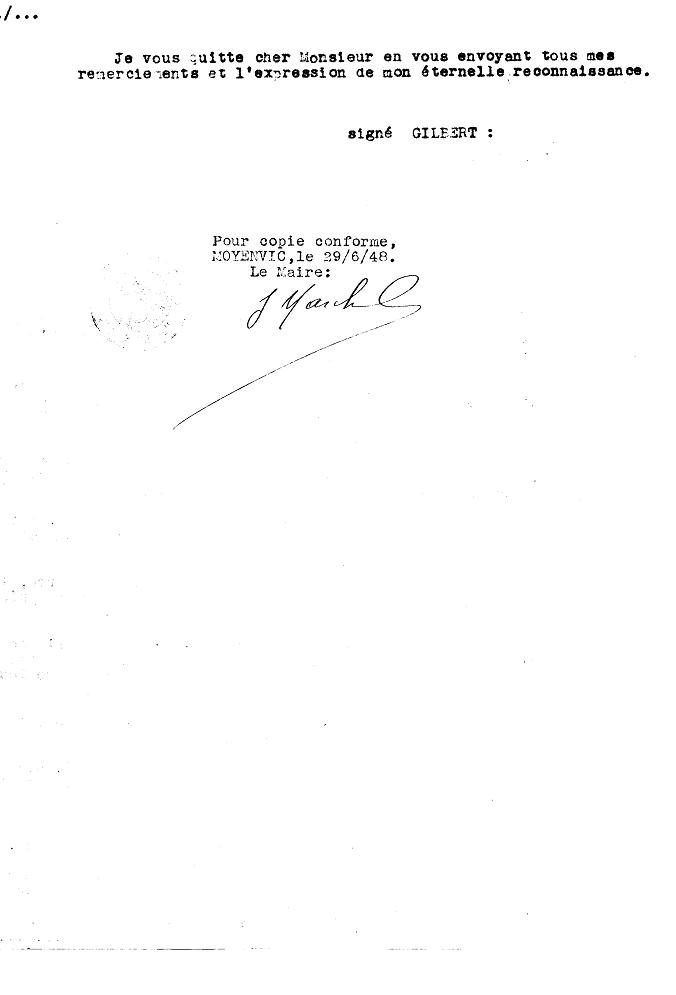 ./...
Je vous quitte cher Monsieur en vous envoyant tous mes
remerciements et l'expression de mon éternelle reconnaissance.
signé GILBERT :
Pour copie conforme,
MOYENVIC,le 29/6/48.
Le Maire: